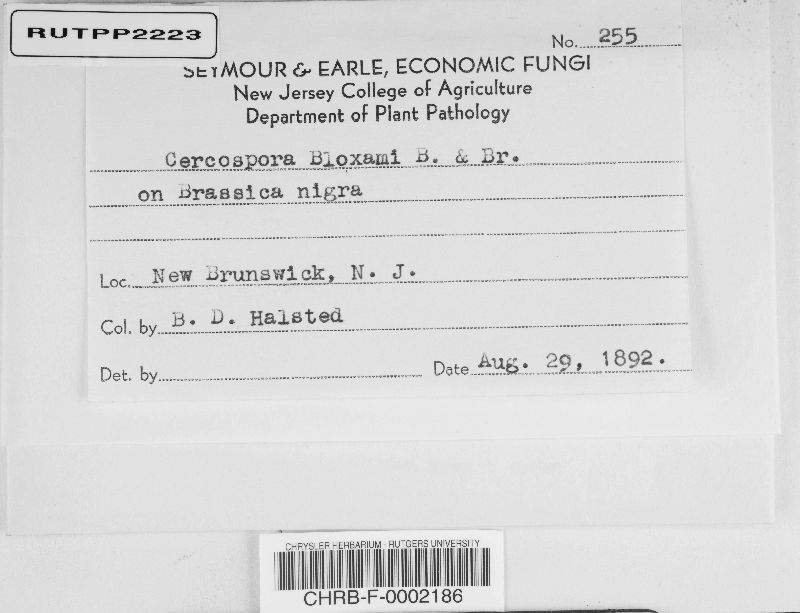 RUTPP2223
No. 255
SEYMOUR & EARLE, ECONOMIC FUNGI
New Jersey College of Agriculture
Department of Plant Pathology
Cercospora Bloxami B. & Br.
on Brassica nigra
Loc. New Brunswick, N. J.
Col. by B. D. Halsted
Det. by
Date Aug. 29, 1892.
CHRYSLER HERBARIUM - RUTGERS UNIVERSITY
CHRB-F-0002186